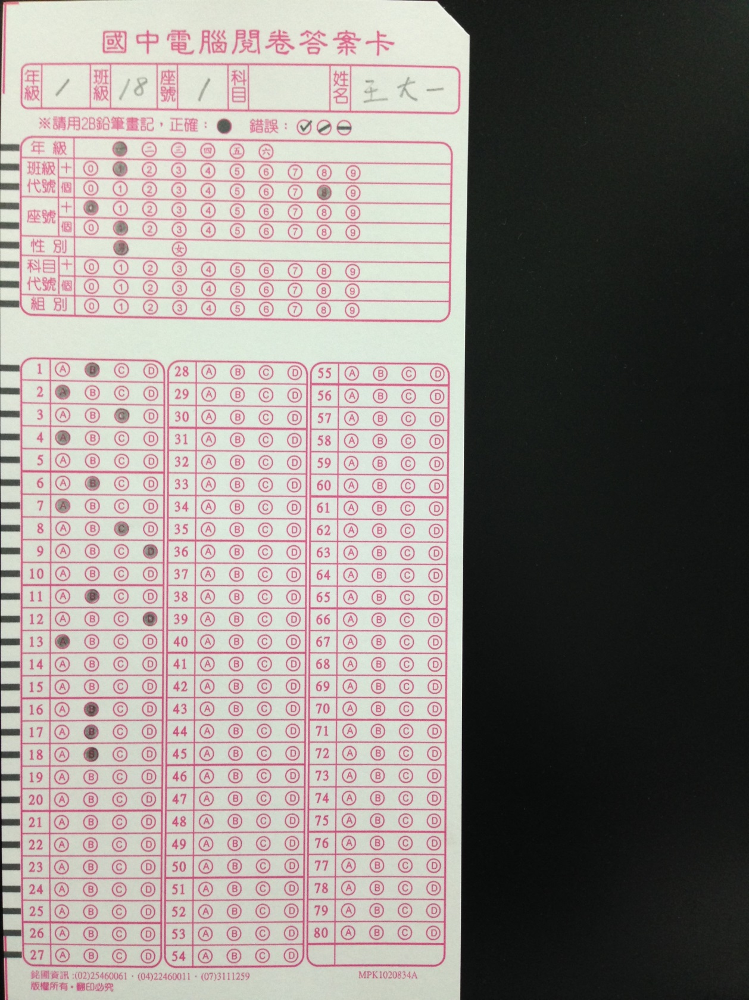 國中電腦閱卷答案卡
年級 1 班級 18 座號 1 科目 姓名 王大一
※請用2B鉛筆畫記，正確：● 錯誤：
年級 一 二 三 四 五 六
班級代號 十 0 1 2 3 4 5 6 7 8 9
個 0 1 2 3 4 5 6 7 8 9
座號 十 0 1 2 3 4 5 6 7 8 9
個 0 1 2 3 4 5 6 7 8 9
性別 男 女
科目代號 十 0 1 2 3 4 5 6 7 8 9
個 0 1 2 3 4 5 6 7 8 9
組別 0 1 2 3 4 5 6 7 8 9
1 A B C D
2 A B C D
3 A B C D
4 A B C D
5 A B C D
6 A B C D
7 A B C D
8 A B C D
9 A B C D
10 A B C D
11 A B C D
12 A B C D
13 A B C D
14 A B C D
15 A B C D
16 A B C D
17 A B C D
18 A B C D
19 A B C D
20 A B C D
21 A B C D
22 A B C D
23 A B C D
24 A B C D
25 A B C D
26 A B C D
27 A B C D
28 A B C D
29 A B C D
30 A B C D
31 A B C D
32 A B C D
33 A B C D
34 A B C D
35 A B C D
36 A B C D
37 A B C D
38 A B C D
39 A B C D
40 A B C D
41 A B C D
42 A B C D
43 A B C D
44 A B C D
45 A B C D
46 A B C D
47 A B C D
48 A B C D
49 A B C D
50 A B C D
51 A B C D
52 A B C D
53 A B C D
54 A B C D
55 A B C D
56 A B C D
57 A B C D
58 A B C D
59 A B C D
60 A B C D
61 A B C D
62 A B C D
63 A B C D
64 A B C D
65 A B C D
66 A B C D
67 A B C D
68 A B C D
69 A B C D
70 A B C D
71 A B C D
72 A B C D
73 A B C D
74 A B C D
75 A B C D
76 A B C D
77 A B C D
78 A B C D
79 A B C D
80 A B C D
銘圃資訊:(02)25460061・(04)22460011・(07)3111259 MPK1020834A
版權所有・翻印必究